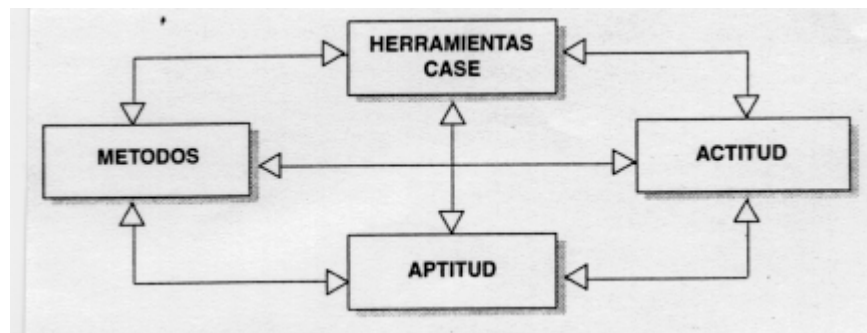 HERRAMIENTAS
CASE
METODOS
ACTITUD
APTITUD